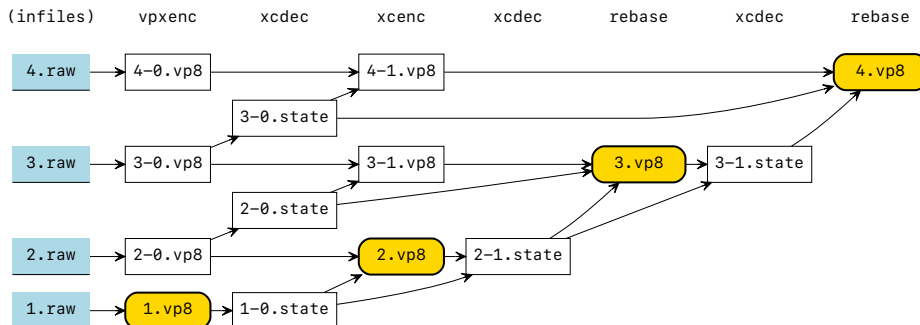 (infiles) vpxenc xcdec xcenc xcdec rebase xcdec rebase
4.raw 4-0.vp8 4-1.vp8 4.vp8
3-0.state
3.raw 3-0.vp8 3-1.vp8 3.vp8 3-1.state
2-0.state
2.raw 2-0.vp8 2.vp8 2-1.state
1.raw 1.vp8 1-0.state